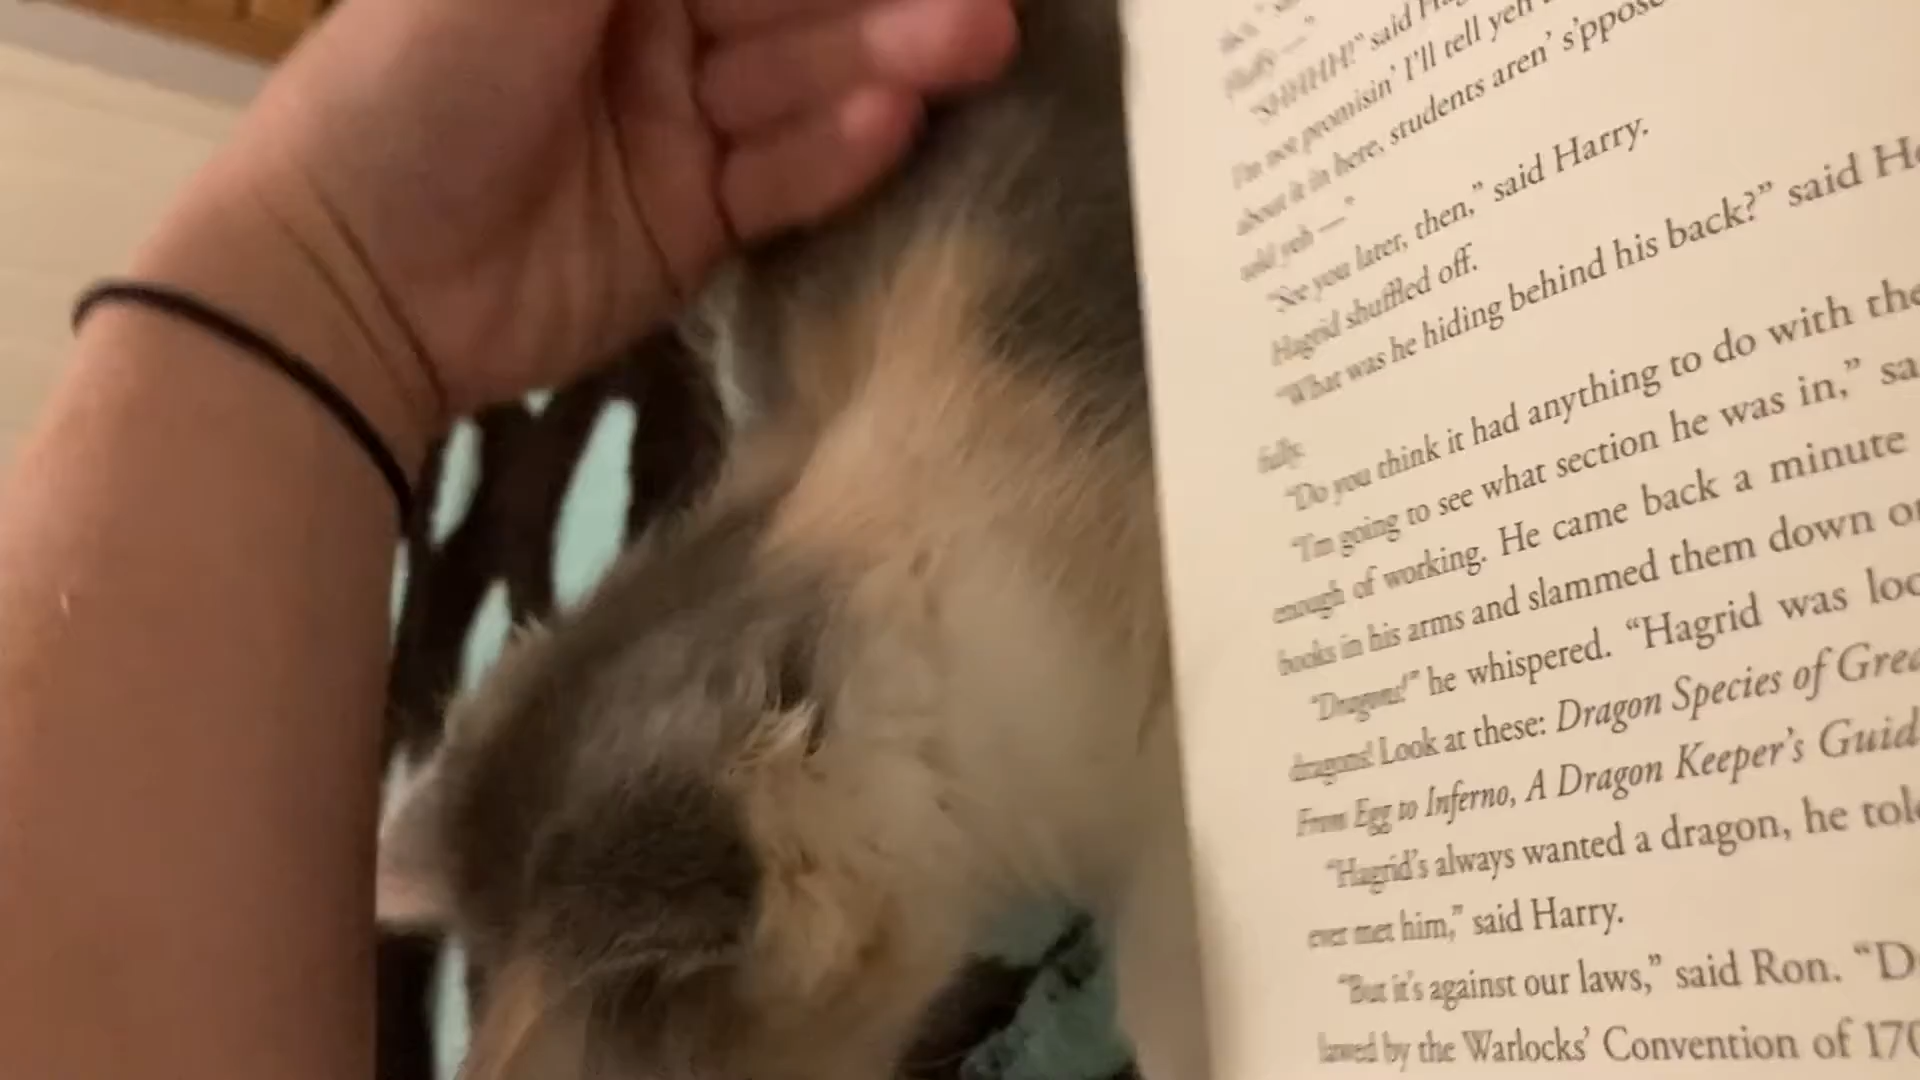 "SHHHH!" said
I'm not promisin' I'll tell yeh
about it in here, students aren' s'ppose
told yeh —"
"See you later, then," said Harry.
Hagrid shuffled off.
"What was he hiding behind his back?" said He
fully.
"Do you think it had anything to do with the
"I'm going to see what section he was in," sa
enough of working. He came back a minute
books in his arms and slammed them down o
"Dragons!" he whispered. "Hagrid was loo
dragons! Look at these: Dragon Species of Grea
From Egg to Inferno, A Dragon Keeper's Guid
"Hagrid's always wanted a dragon, he tol
ever met him," said Harry.
"But it's against our laws," said Ron. "D
lawed by the Warlocks' Convention of 170